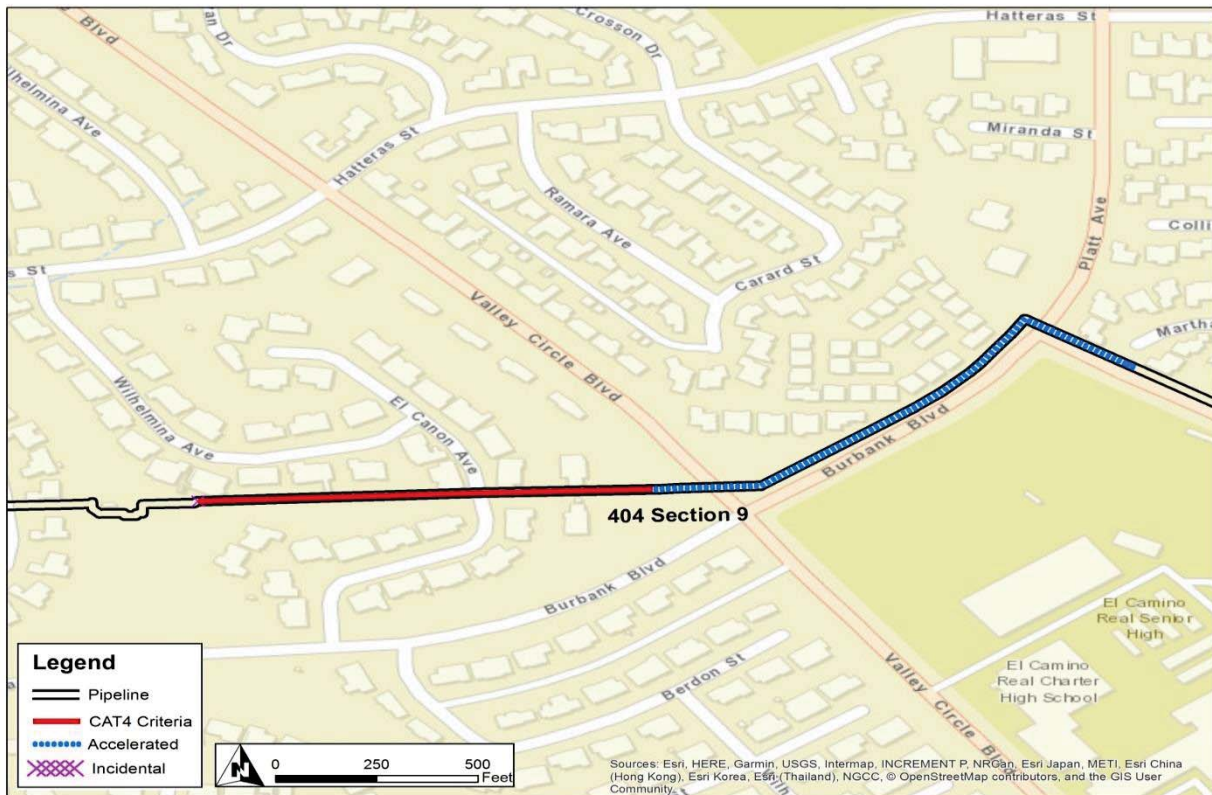 Hatteras St
Crosson Dr
an Dr
y Blvd
ilhelmina Ave
Miranda St
Hatteras St
Ramara Ave
Platt Ave
Colli
s St
Carard St
Valley Circle Blvd
Martha
Wilhelmina Ave
El Canon Ave
Burbank Blvd
404 Section 9
Burbank Blvd
El Camino
Real Senior
High
Berdon St
El Camino
Real Charter
High School
Valley Circle Blvd
Legend
Pipeline
CAT4 Criteria
Accelerated
Incidental
N
0 250 500
Feet
Sources: Esri, HERE, Garmin, USGS, Intermap, INCREMENT P, NRCan, Esri Japan, METI, Esri China
(Hong Kong), Esri Korea, Esri (Thailand), NGCC, © OpenStreetMap contributors, and the GIS User
Community